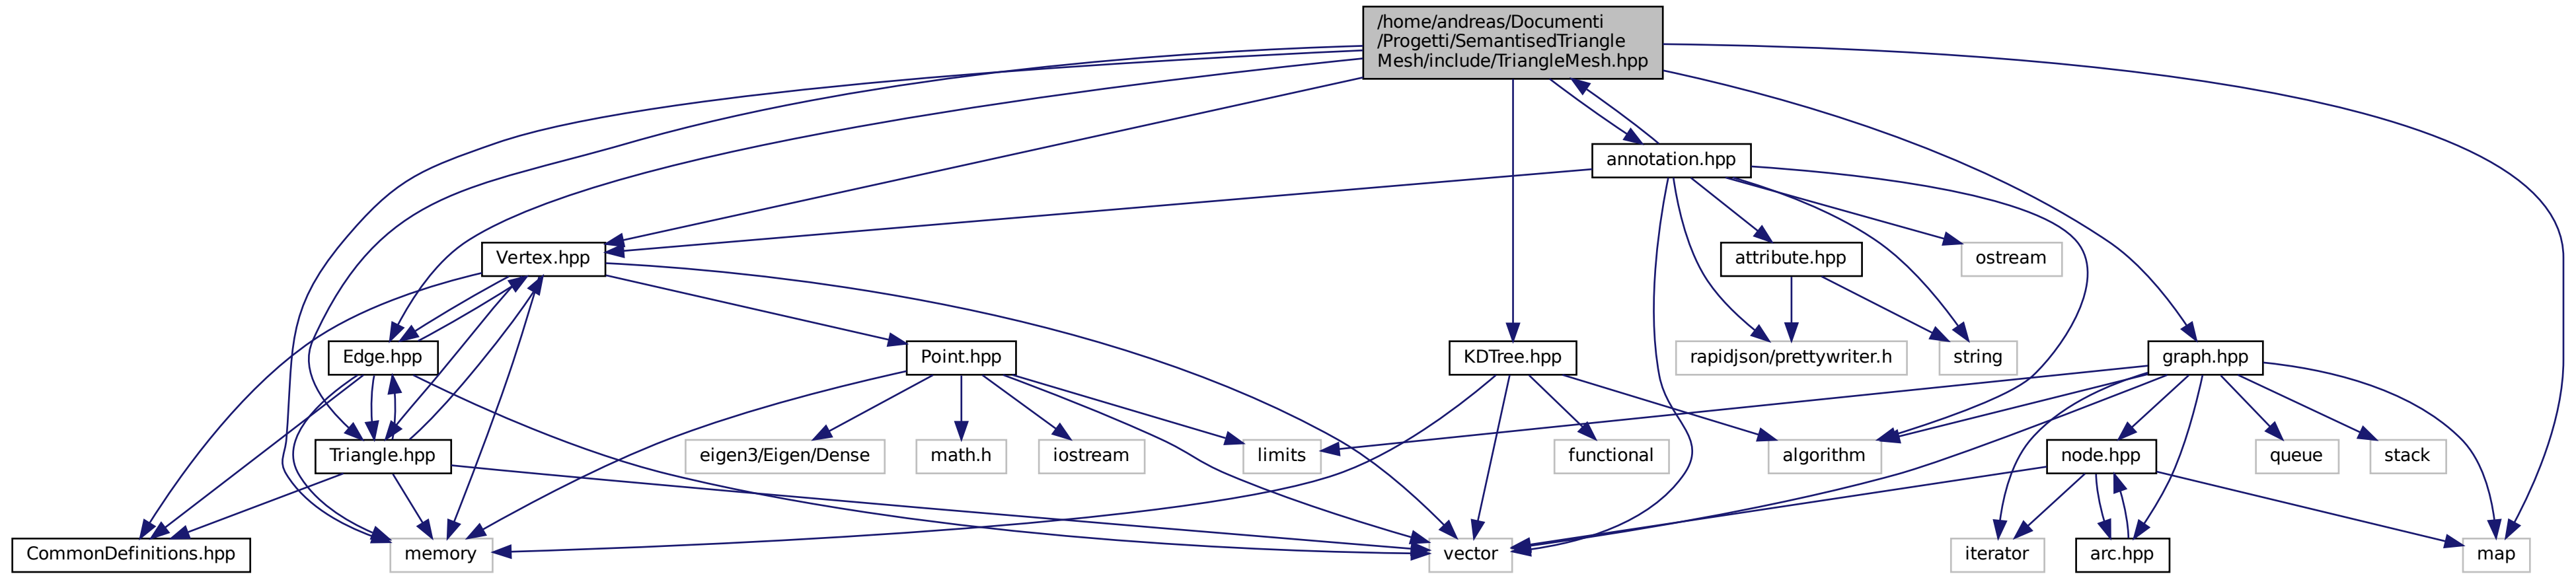 /home/andreas/Documenti
/Progetti/SemantisedTriangle
Mesh/include/TriangleMesh.hpp
annotation.hpp
Vertex.hpp
attribute.hpp
ostream
Edge.hpp
Point.hpp
KDTree.hpp
rapidjson/prettywriter.h
string
graph.hpp
Triangle.hpp
eigen3/Eigen/Dense
math.h
iostream
limits
functional
algorithm
node.hpp
queue
stack
CommonDefinitions.hpp
memory
vector
iterator
arc.hpp
map